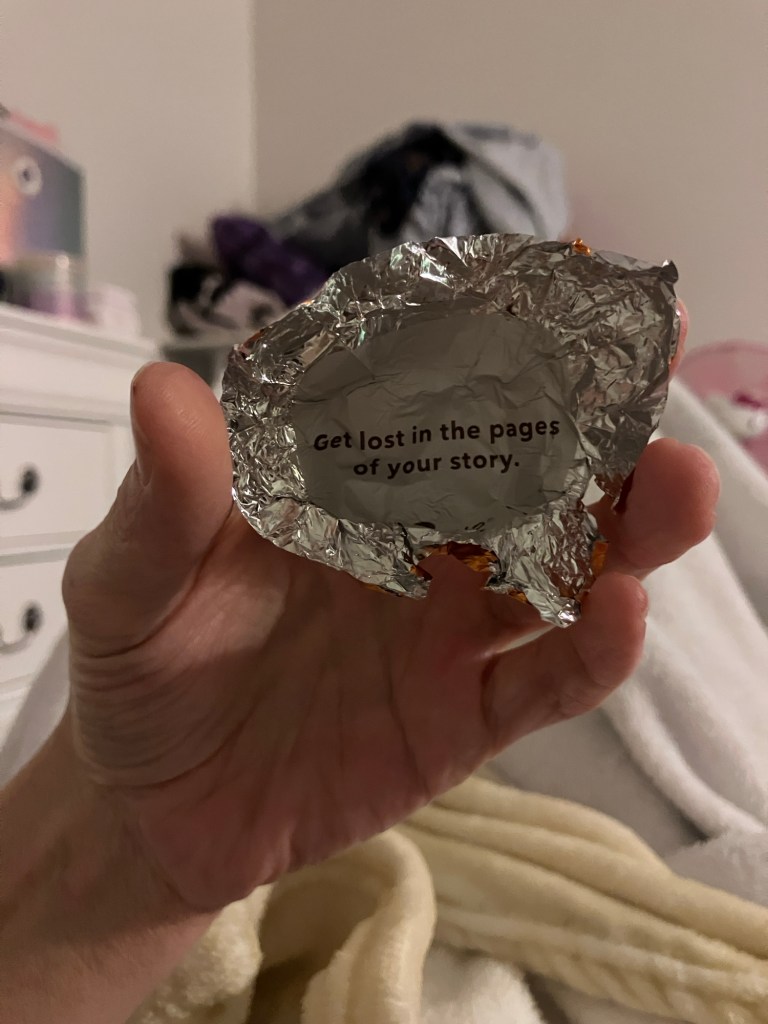 Get lost in the pages
of your story.